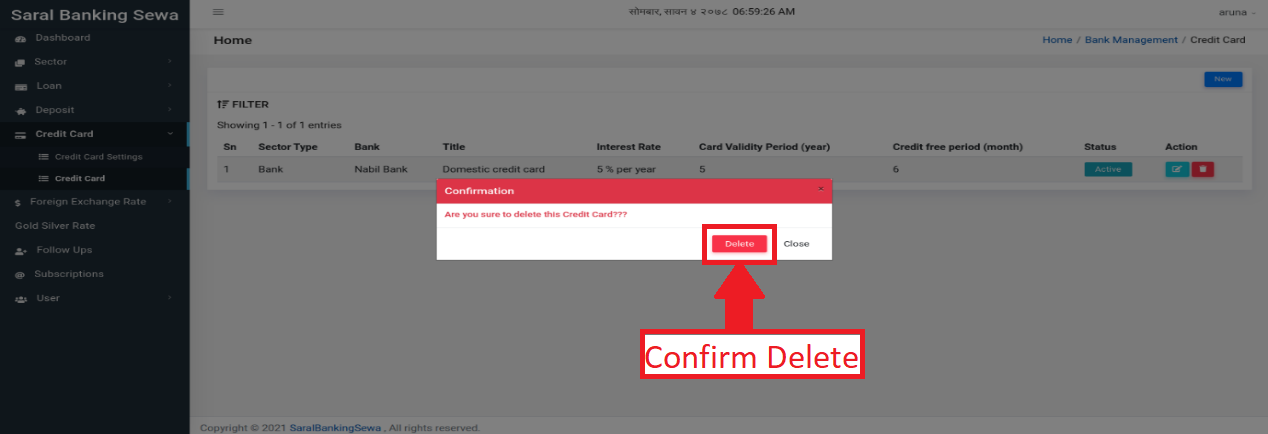 Saral Banking Sewa
सोमबार, सावन ४ २०७८ 06:59:26 AM
aruna
Dashboard
Sector
Loan
Deposit
Credit Card
Credit Card Settings
Credit Card
Foreign Exchange Rate
Gold Silver Rate
Follow Ups
Subscriptions
User
Home
Home / Bank Management / Credit Card
New
FILTER
Showing 1 - 1 of 1 entries
Sn Sector Type Bank Title Interest Rate Card Validity Period (year) Credit free period (month) Status Action
1 Bank Nabil Bank Domestic credit card 5 % per year 5 6 Active
Confirmation ×
Are you sure to delete this Credit Card???
Delete Close
Confirm Delete
Copyright © 2021 SaralBankingSewa , All rights reserved.